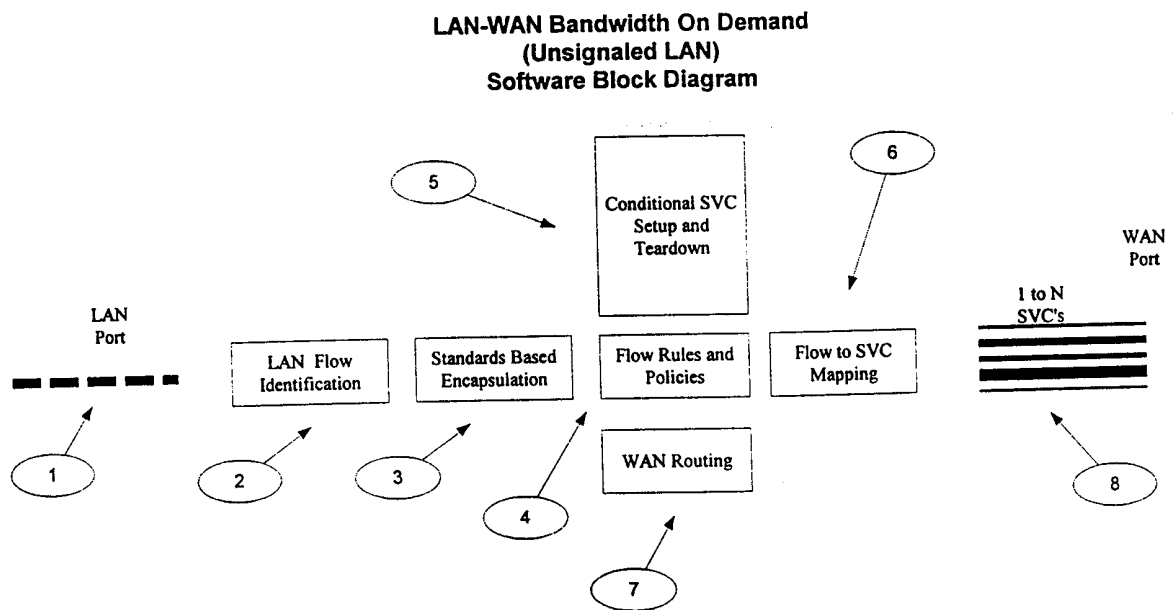 LAN-WAN Bandwidth On Demand
(Unsignaled LAN)
Software Block Diagram
5
6
Conditional SVC
Setup and
Teardown
WAN
Port
LAN
Port
1 to N
SVC's
LAN Flow
Identification
Standards Based
Encapsulation
Flow Rules and
Policies
Flow to SVC
Mapping
1
2
3
4
WAN Routing
7
8